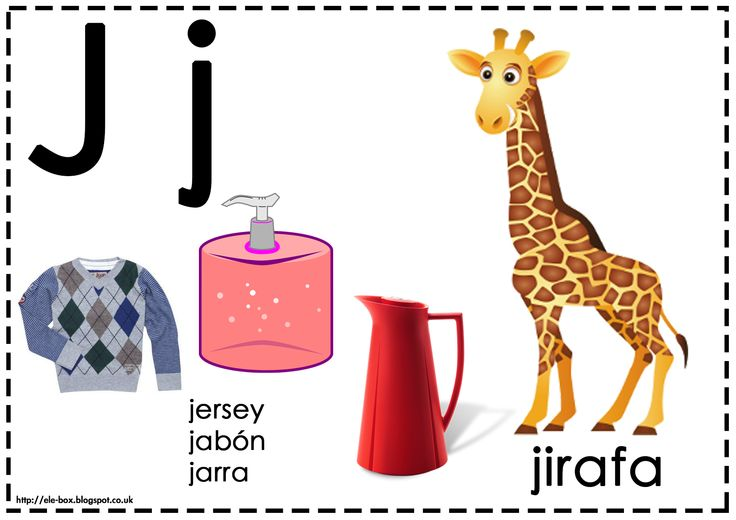 J j
jersey
jabón
jarra
jirafa
http://ele-box.blogspot.co.uk